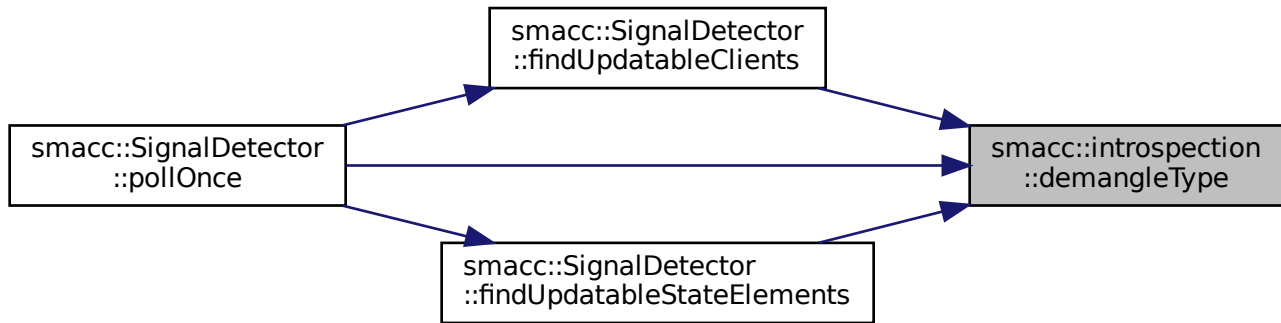 smacc::SignalDetector
::findUpdatableClients
smacc::SignalDetector
::pollOnce
smacc::introspection
::demangleType
smacc::SignalDetector
::findUpdatableStateElements